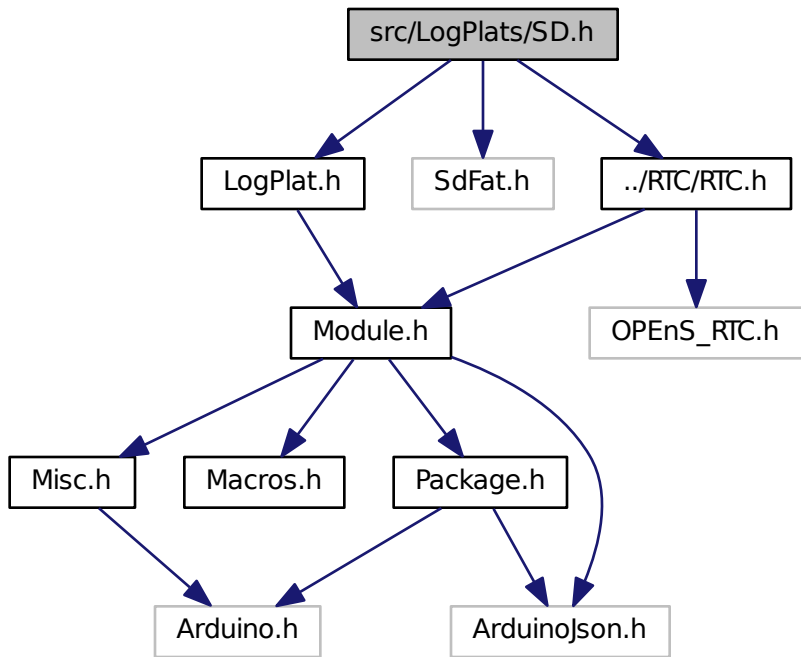 src/LogPlats/SD.h
LogPlat.h
SdFat.h
../RTC/RTC.h
Module.h
OPEnS_RTC.h
Misc.h
Macros.h
Package.h
Arduino.h
ArduinoJson.h